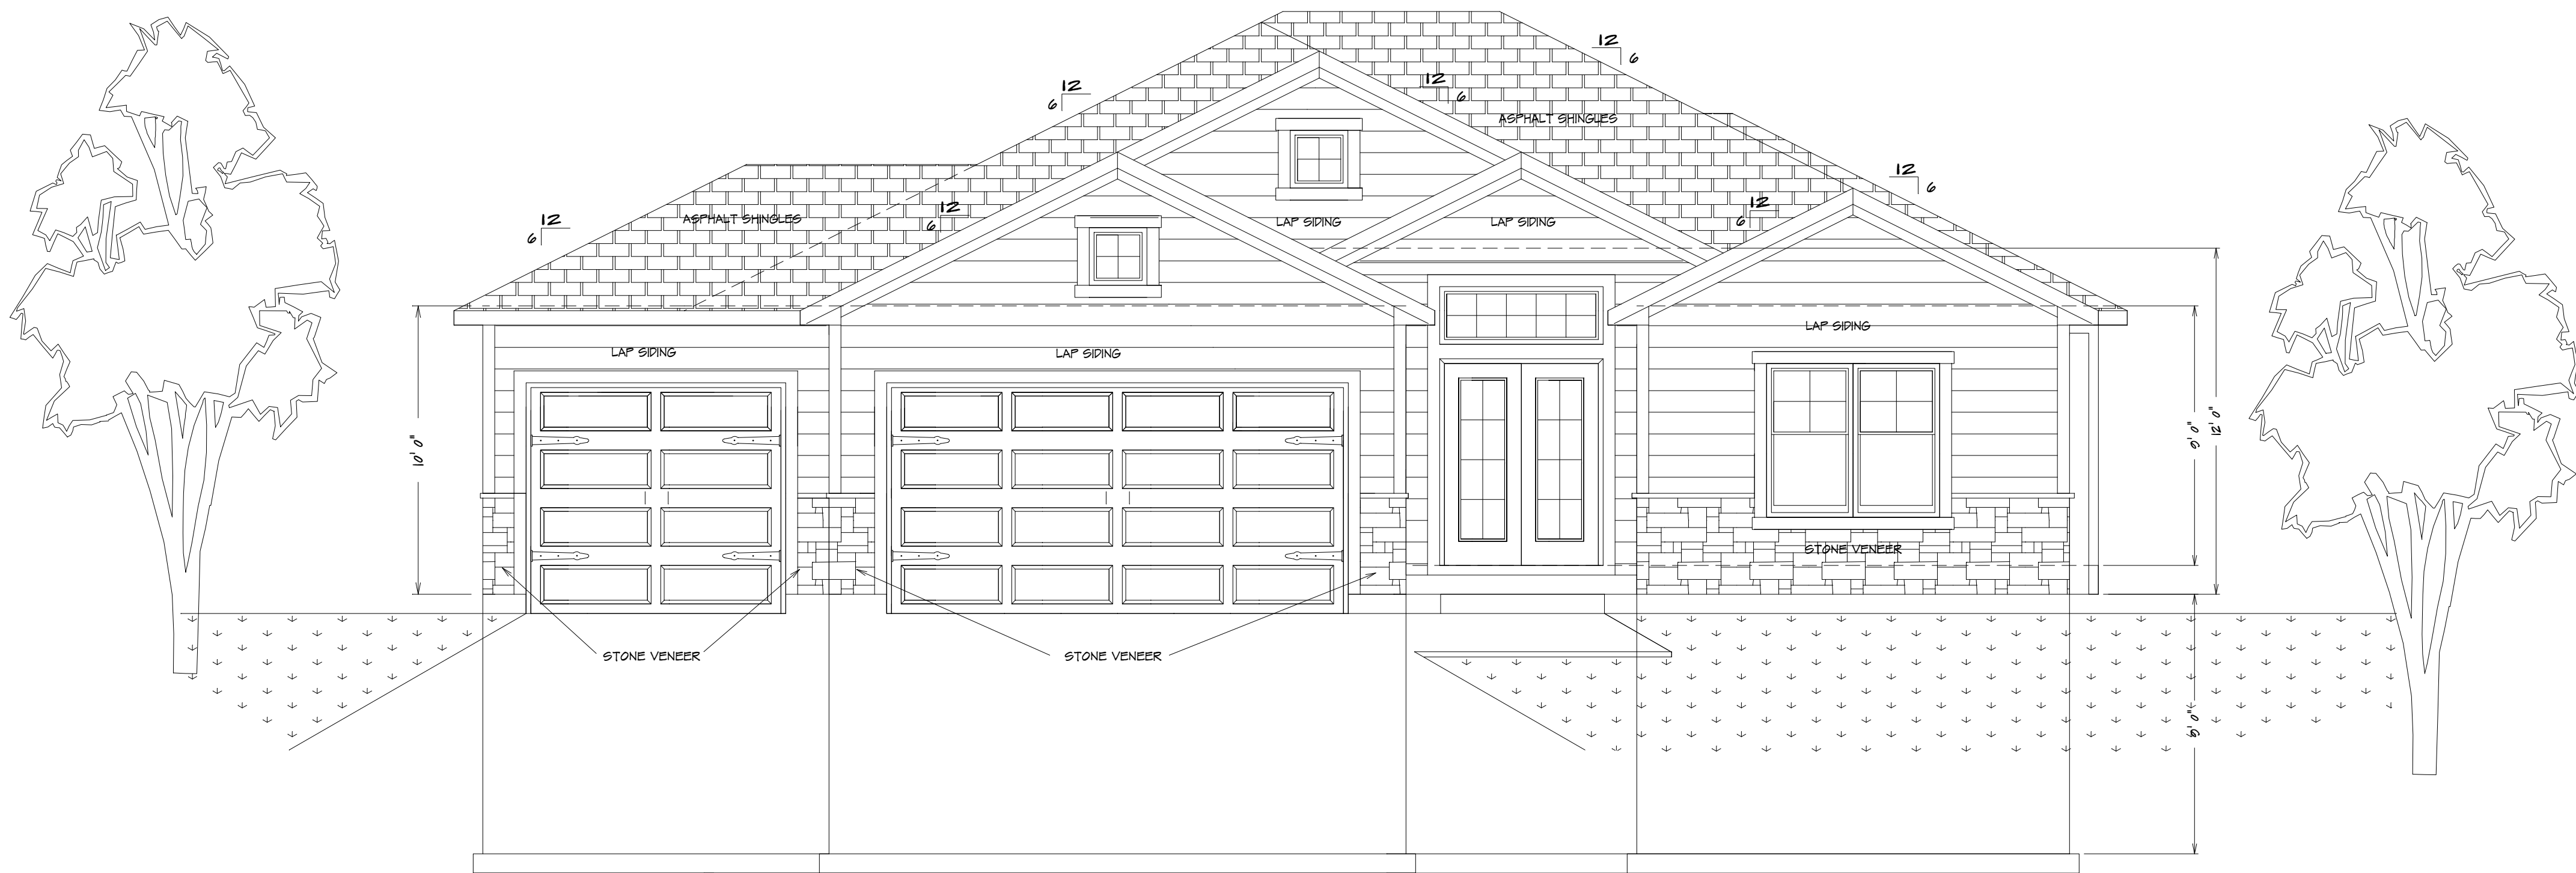 12
6
12
6
12
6
ASPHALT SHINGLES
12
6
12
6
12
6
12
6
ASPHALT SHINGLES
LAP SIDING
LAP SIDING
LAP SIDING
LAP SIDING
LAP SIDING
10' 0"
9' 0"
12' 0"
STONE VENEER
STONE VENEER
STONE VENEER
9' 0"